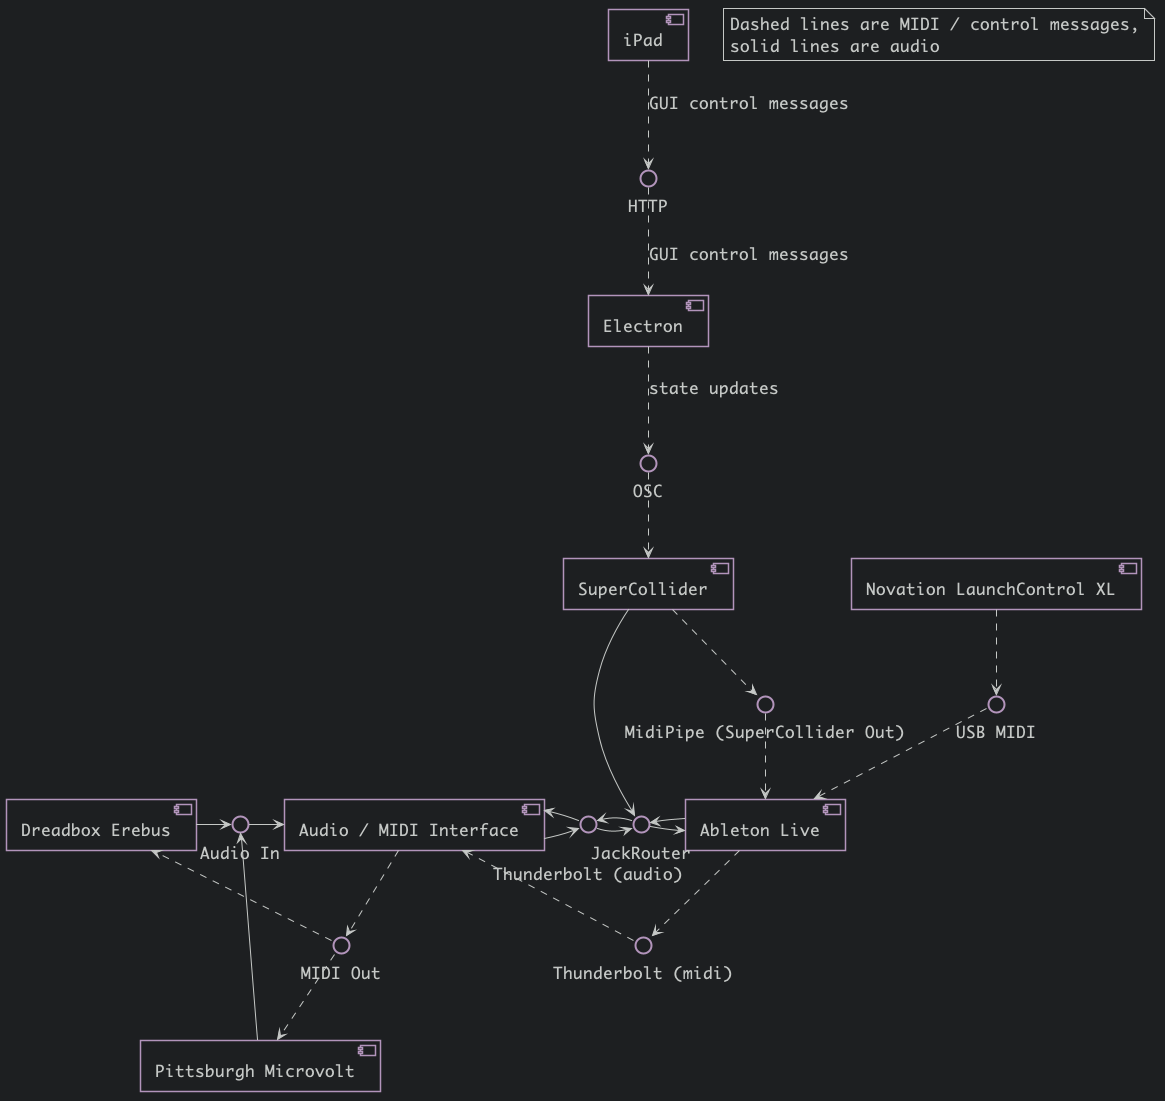 iPad
Dashed lines are MIDI / control messages,
solid lines are audio
GUI control messages
HTTP
GUI control messages
Electron
state updates
OSC
SuperCollider
Novation LaunchControl XL
MidiPipe (SuperCollider Out)
USB MIDI
Dreadbox Erebus
Audio In
Audio / MIDI Interface
JackRouter
Thunderbolt (audio)
Ableton Live
MIDI Out
Thunderbolt (midi)
Pittsburgh Microvolt